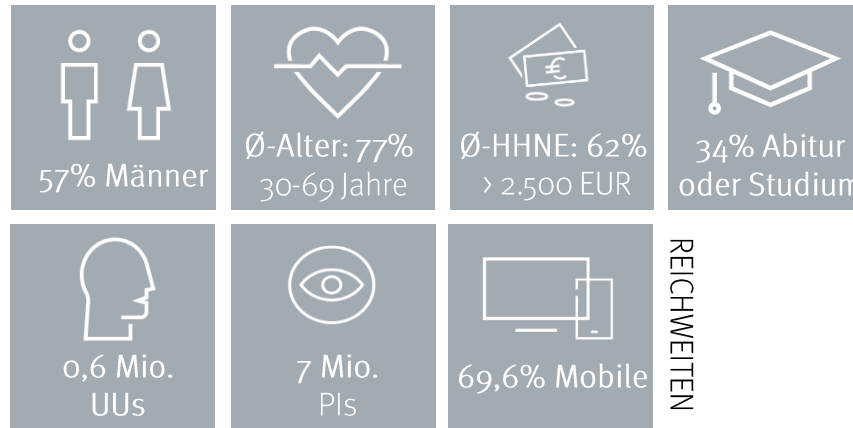 57% Männer
Ø-Alter: 77%
30-69 Jahre
Ø-HHNE: 62%
> 2.500 EUR
34% Abitur
oder Studium
0,6 Mio.
UUs
7 Mio.
PIs
69,6% Mobile
REICHWEITEN